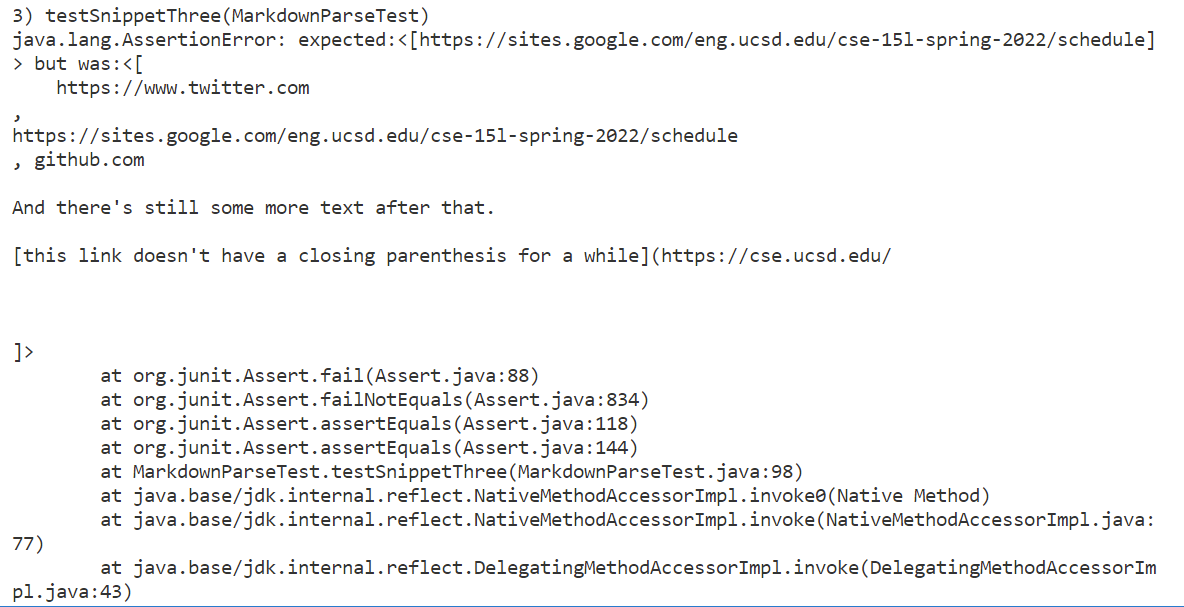 3) testSnippetThree(MarkdownParseTest)
java.lang.AssertionError: expected:<[https://sites.google.com/eng.ucsd.edu/cse-15l-spring-2022/schedule]
> but was:<[
    https://www.twitter.com
,
https://sites.google.com/eng.ucsd.edu/cse-15l-spring-2022/schedule
, github.com

And there's still some more text after that.

[this link doesn't have a closing parenthesis for a while](https://cse.ucsd.edu/



]>
        at org.junit.Assert.fail(Assert.java:88)
        at org.junit.Assert.failNotEquals(Assert.java:834)
        at org.junit.Assert.assertEquals(Assert.java:118)
        at org.junit.Assert.assertEquals(Assert.java:144)
        at MarkdownParseTest.testSnippetThree(MarkdownParseTest.java:98)
        at java.base/jdk.internal.reflect.NativeMethodAccessorImpl.invoke0(Native Method)
        at java.base/jdk.internal.reflect.NativeMethodAccessorImpl.invoke(NativeMethodAccessorImpl.java:
77)
        at java.base/jdk.internal.reflect.DelegatingMethodAccessorImpl.invoke(DelegatingMethodAccessorIm
pl.java:43)